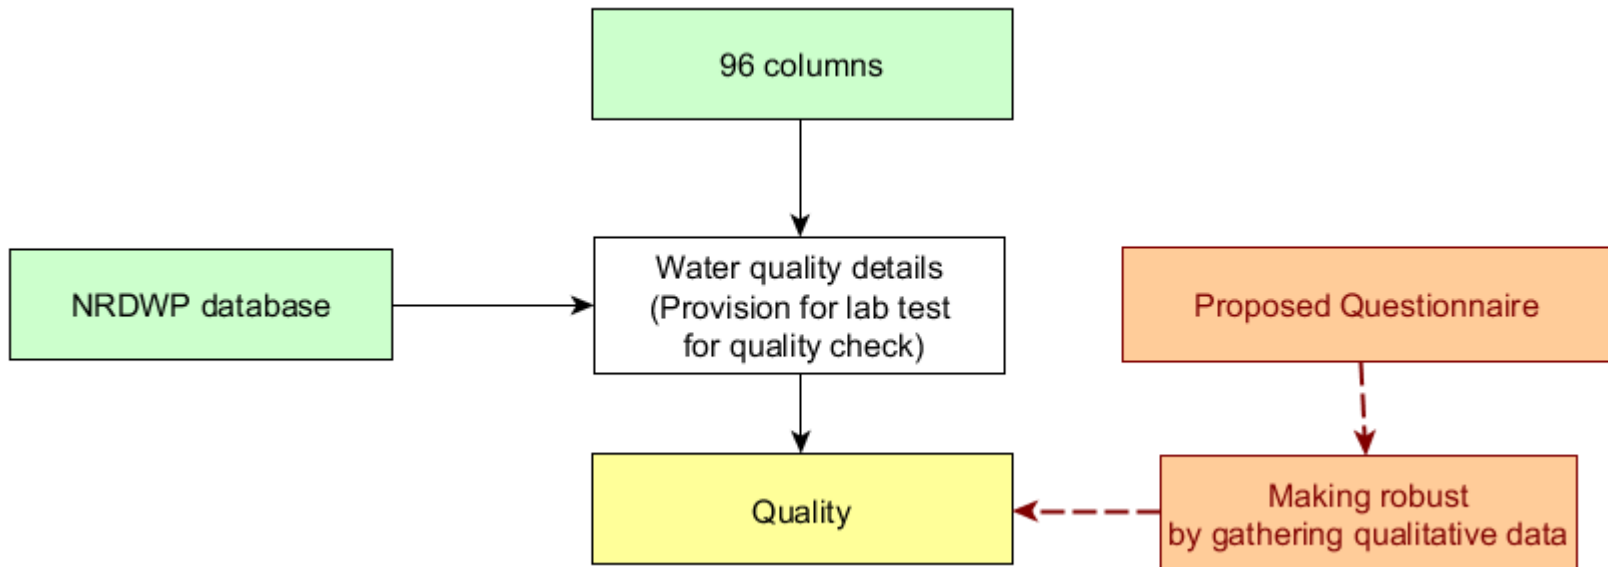 96 columns
NRDWP database
Water quality details
(Provision for lab test
for quality check)
Proposed Questionnaire
Quality
Making robust
by gathering qualitative data